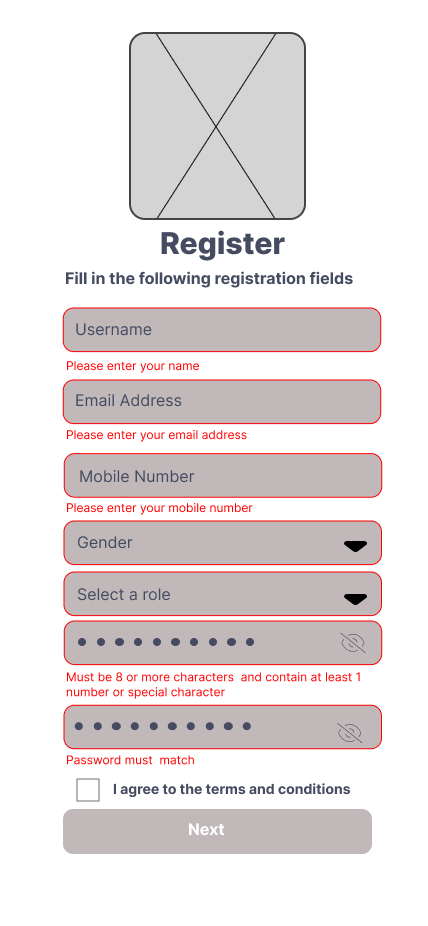 Register
Fill in the following registration fields
Username
Please enter your name
Email Address
Please enter your email address
Mobile Number
Please enter your mobile number
Gender
Select a role
Must be 8 or more characters  and contain at least 1
number or special character
Password must  match
I agree to the terms and conditions
Next